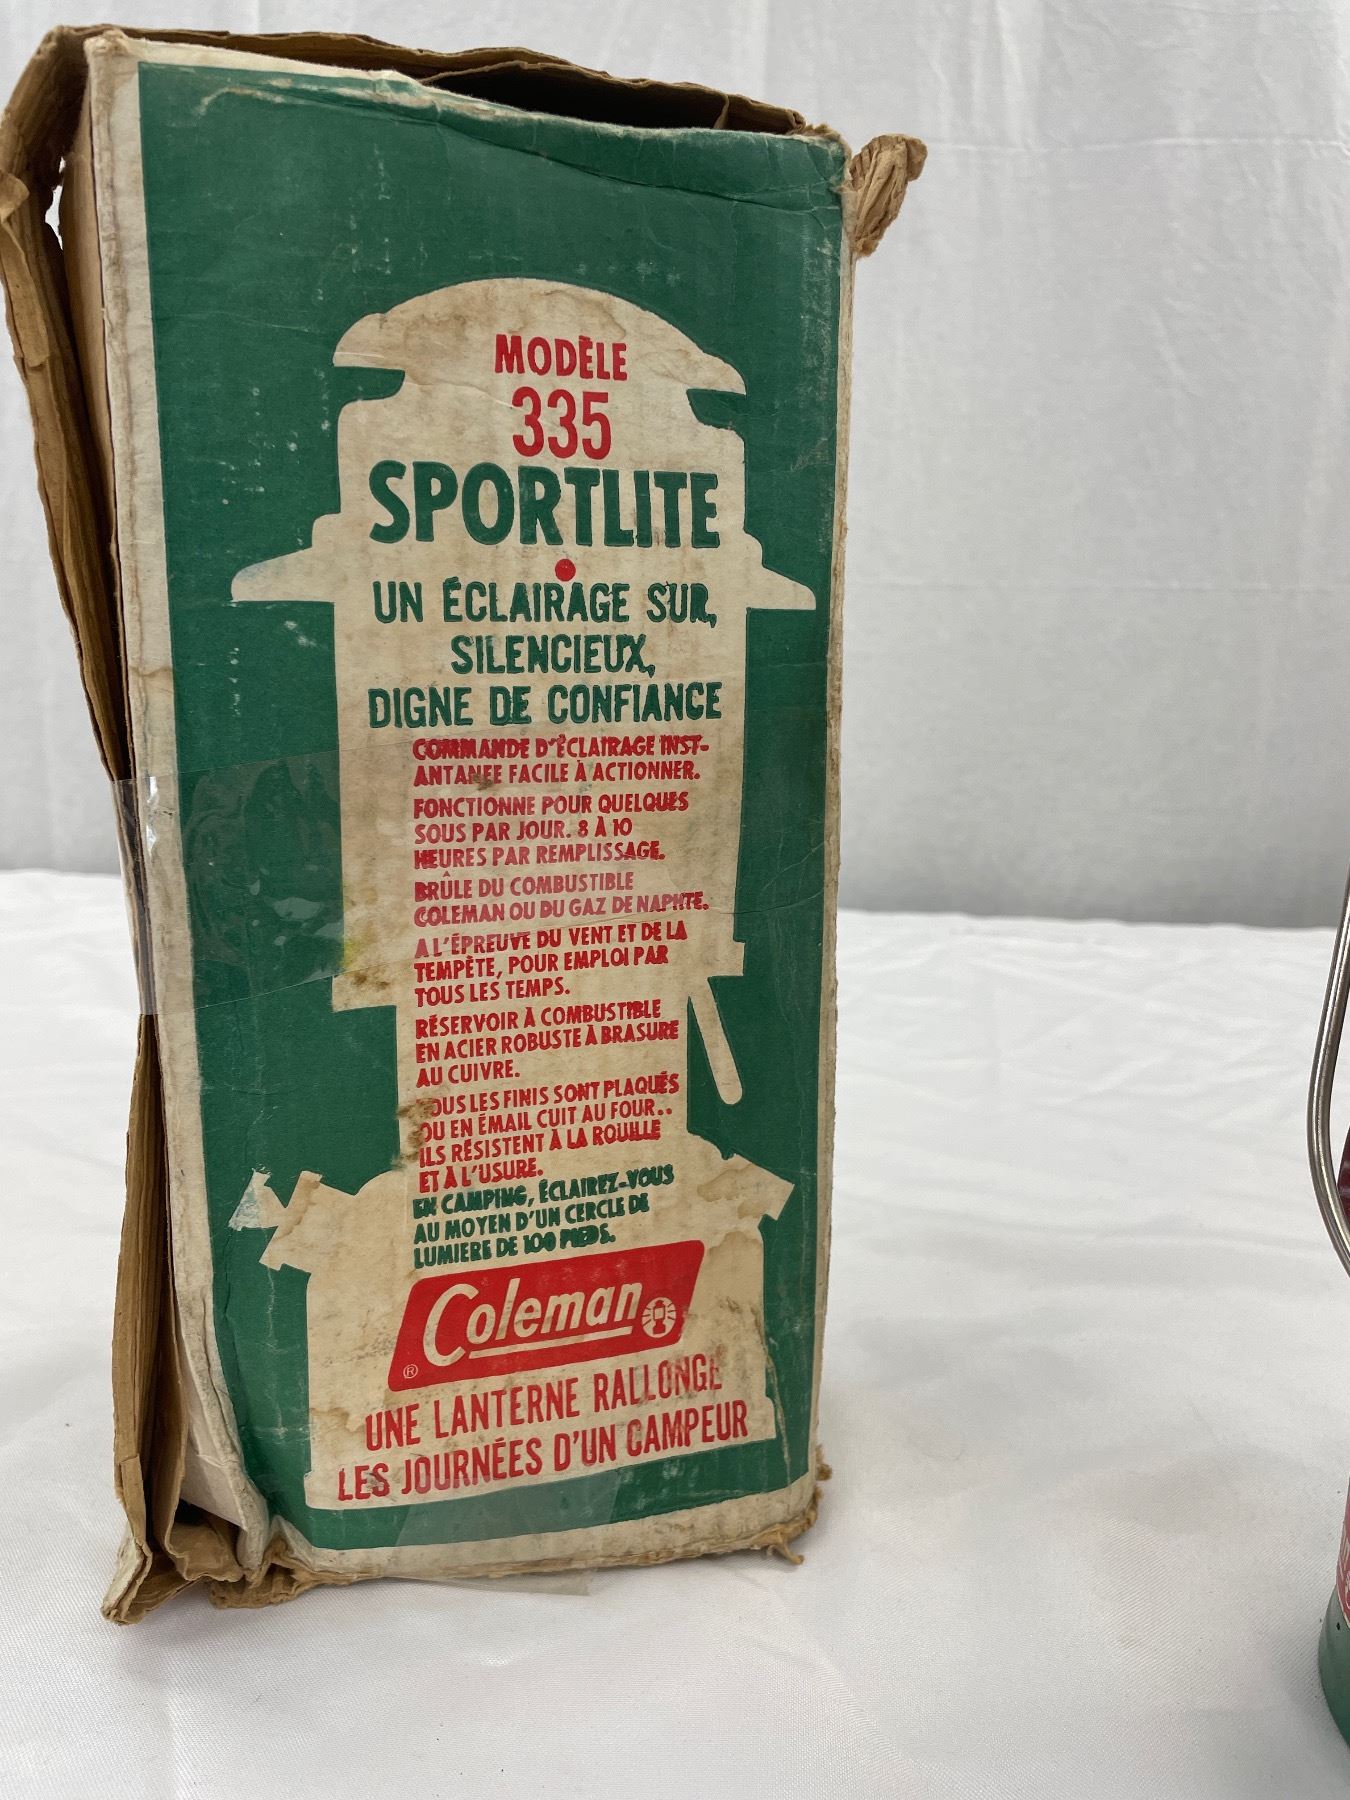 MODÈLE
335
SPORTLITE
UN ÉCLAIRAGE SUR,
SILENCIEUX,
DIGNE DE CONFIANCE
COMMANDE D'ÉCLAIRAGE INST-
ANTANEE FACILE À ACTIONNER.
FONCTIONNE POUR QUELQUES
SOUS PAR JOUR. 8 À 10
HEURES PAR REMPLISSAGE.
BRÛLE DU COMBUSTIBLE
COLEMAN OU DU GAZ DE NAPHTE.
A L'ÉPREUVE DU VENT ET DE LA
TEMPÈTE, POUR EMPLOI PAR
TOUS LES TEMPS.
RÉSERVOIR À COMBUSTIBLE
EN ACIER ROBUSTE À BRASURE
AU CUIVRE.
OUS LES FINIS SONT PLAQUÉS
OU EN ÉMAIL CUIT AU FOUR..
ILS RÉSISTENT À LA ROUILLE
ET À L'USURE.
EN CAMPING, ÉCLAIREZ-VOUS
AU MOYEN D'UN CERCLE DE
LUMIERE DE 100 PIEDS.
Coleman
®
UNE LANTERNE RALLONGE
LES JOURNÉES D'UN CAMPEUR